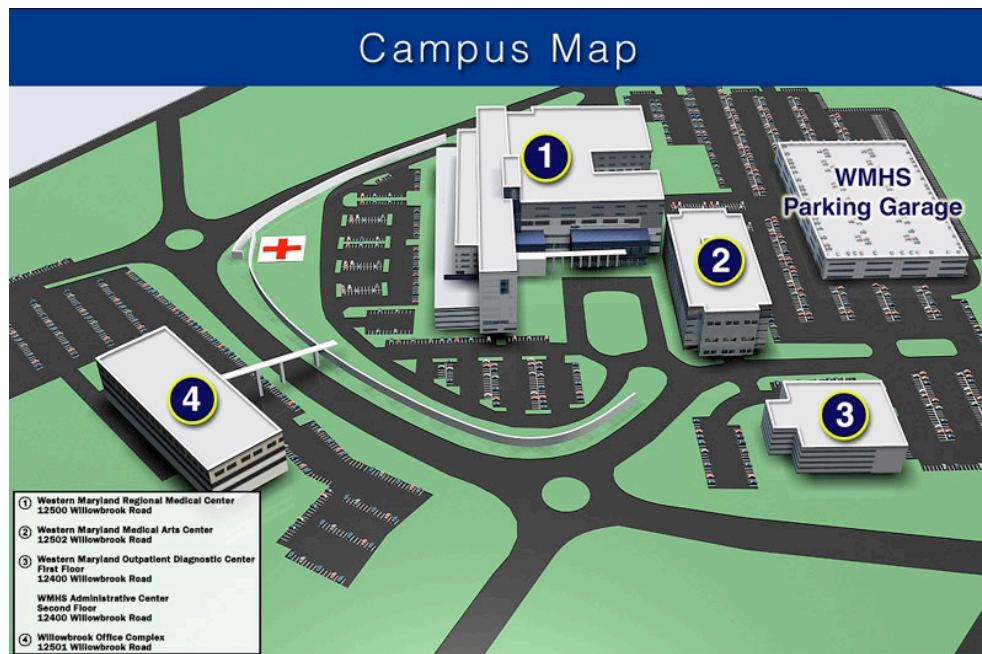 Campus Map
1
WMHS
Parking Garage
2
4
3
1 Western Maryland Regional Medical Center
12500 Willowbrook Road
2 Western Maryland Medical Arts Center
12502 Willowbrook Road
3 Western Maryland Outpatient Diagnostic Center
First Floor
12400 Willowbrook Road
WMHS Administrative Center
Second Floor
12400 Willowbrook Road
4 Willowbrook Office Complex
12501 Willowbrook Road